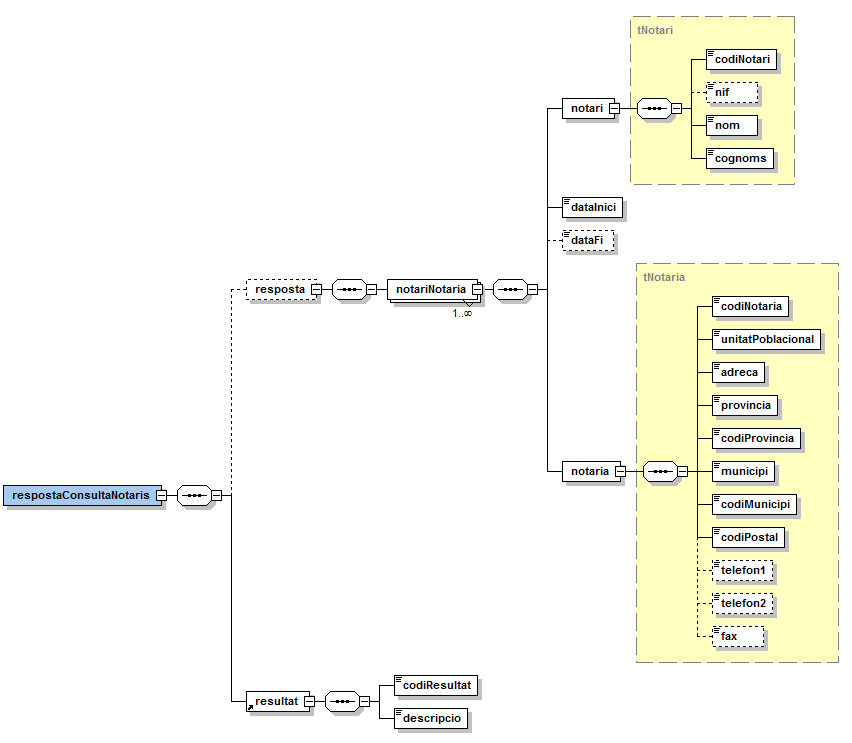 tNotari
codiNotari
nif
nom
cognoms
notari
dataInici
dataFi
resposta
notariNotaria
1..∞
tNotaria
codiNotaria
unitatPoblacional
adreca
provincia
codiProvincia
municipi
codiMunicipi
codiPostal
telefon1
telefon2
fax
notaria
respostaConsultaNotaris
resultat
codiResultat
descripcio